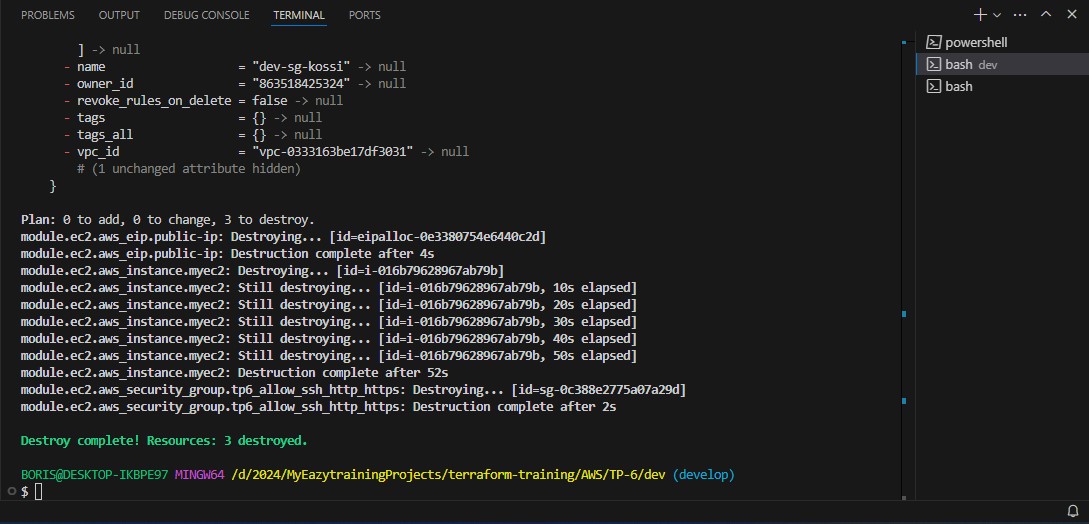 PROBLEMS OUTPUT DEBUG CONSOLE TERMINAL PORTS
] -> null
- name = "dev-sg-kossi" -> null
- owner_id = "863518425324" -> null
- revoke_rules_on_delete = false -> null
- tags = {} -> null
- tags_all = {} -> null
- vpc_id = "vpc-0333163be17df3031" -> null
# (1 unchanged attribute hidden)
}
Plan: 0 to add, 0 to change, 3 to destroy.
module.ec2.aws_eip.public-ip: Destroying... [id=eipalloc-0e3380754e6440c2d]
module.ec2.aws_eip.public-ip: Destruction complete after 4s
module.ec2.aws_instance.myec2: Destroying... [id=i-016b79628967ab79b]
module.ec2.aws_instance.myec2: Still destroying... [id=i-016b79628967ab79b, 10s elapsed]
module.ec2.aws_instance.myec2: Still destroying... [id=i-016b79628967ab79b, 20s elapsed]
module.ec2.aws_instance.myec2: Still destroying... [id=i-016b79628967ab79b, 30s elapsed]
module.ec2.aws_instance.myec2: Still destroying... [id=i-016b79628967ab79b, 40s elapsed]
module.ec2.aws_instance.myec2: Still destroying... [id=i-016b79628967ab79b, 50s elapsed]
module.ec2.aws_instance.myec2: Destruction complete after 52s
module.ec2.aws_security_group.tp6_allow_ssh_http_https: Destroying... [id=sg-0c388e2775a07a29d]
module.ec2.aws_security_group.tp6_allow_ssh_http_https: Destruction complete after 2s
Destroy complete! Resources: 3 destroyed.
BORIS@DESKTOP-IKBPE97 MINGW64 /d/2024/MyEazytrainingProjects/terraform-training/AWS/TP-6/dev (develop)
$
powershell
bash dev
bash